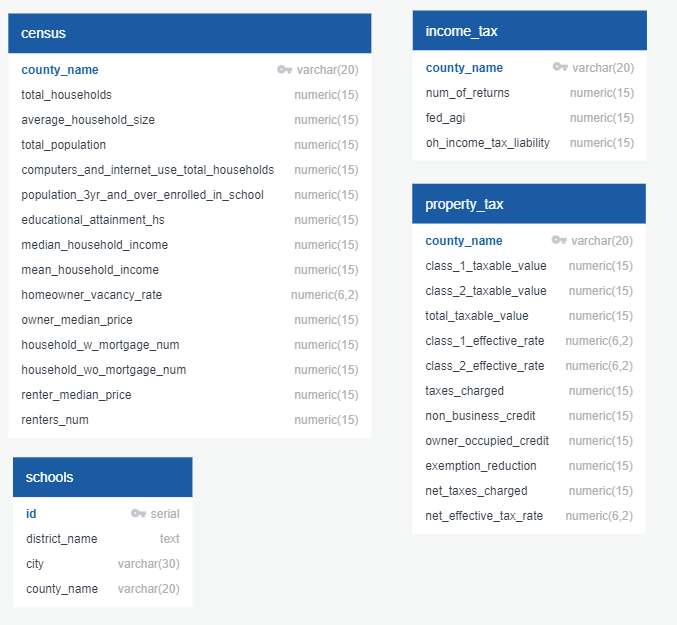 census
county_name varchar(20)
total_households numeric(15)
average_household_size numeric(15)
total_population numeric(15)
computers_and_internet_use_total_households numeric(15)
population_3yr_and_over_enrolled_in_school numeric(15)
educational_attainment_hs numeric(15)
median_household_income numeric(15)
mean_household_income numeric(15)
homeowner_vacancy_rate numeric(6,2)
owner_median_price numeric(15)
household_w_mortgage_num numeric(15)
household_wo_mortgage_num numeric(15)
renter_median_price numeric(15)
renters_num numeric(15)
schools
id serial
district_name text
city varchar(30)
county_name varchar(20)
income_tax
county_name varchar(20)
num_of_returns numeric(15)
fed_agi numeric(15)
oh_income_tax_liability numeric(15)
property_tax
county_name varchar(20)
class_1_taxable_value numeric(15)
class_2_taxable_value numeric(15)
total_taxable_value numeric(15)
class_1_effective_rate numeric(6,2)
class_2_effective_rate numeric(6,2)
taxes_charged numeric(15)
non_business_credit numeric(15)
owner_occupied_credit numeric(15)
exemption_reduction numeric(15)
net_taxes_charged numeric(15)
net_effective_tax_rate numeric(6,2)